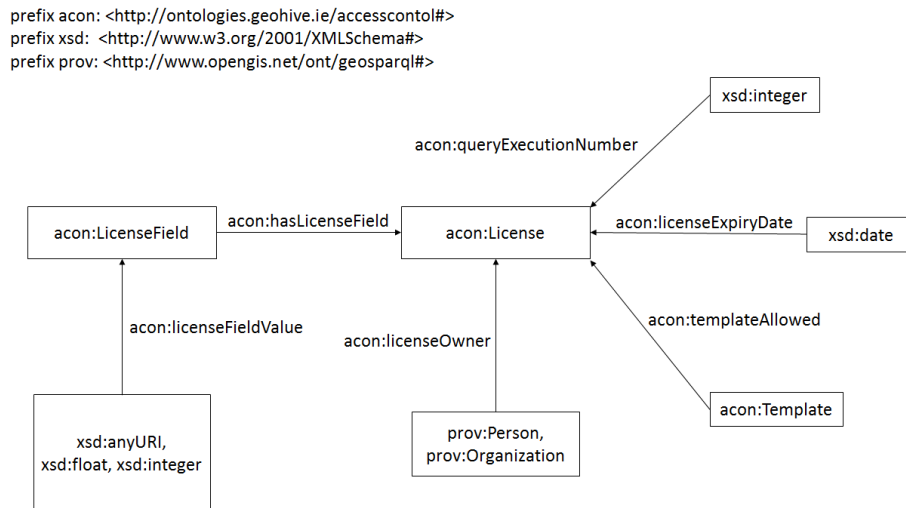 prefix acon: <http://ontologies.geohive.ie/accesscontol#>
prefix xsd: <http://www.w3.org/2001/XMLSchema#>
prefix prov: <http://www.opengis.net/ont/geosparql#>
xsd:integer
acon:queryExecutionNumber
acon:LicenseField
acon:hasLicenseField
acon:License
acon:licenseExpiryDate
xsd:date
acon:licenseFieldValue
acon:licenseOwner
acon:templateAllowed
xsd:anyURI,
xsd:float, xsd:integer
prov:Person,
prov:Organization
acon:Template